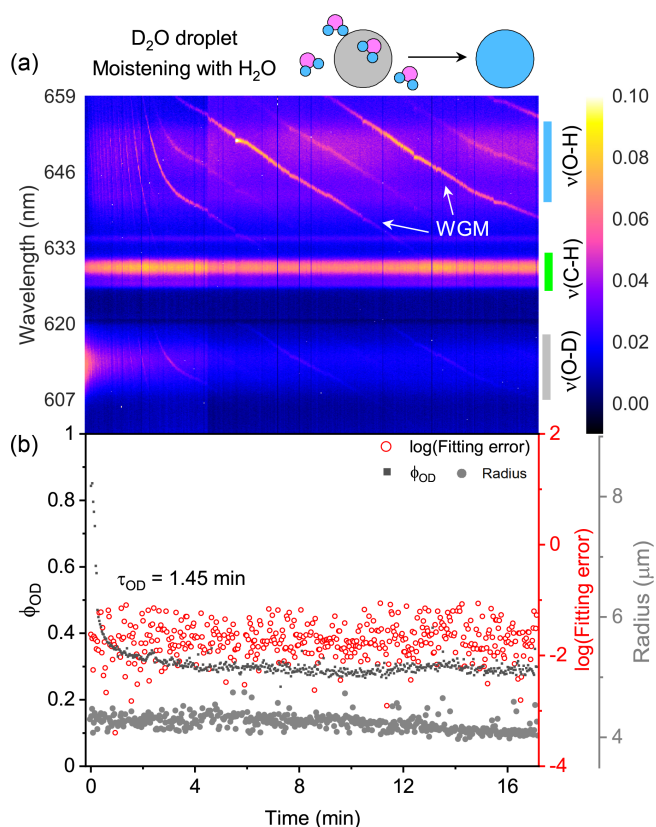 D₂O droplet
Moistening with H₂O
(a)
659
646
633
620
607
Wavelength (nm)
WGM
ν(O-H)
ν(C-H)
ν(O-D)
0.10
0.08
0.06
0.04
0.02
0.00
(b)
1
0.8
0.6
0.4
0.2
0
ϕOD
log(Fitting error)
ϕOD
Radius
τOD = 1.45 min
2
0
-2
-4
log(Fitting error)
8
6
4
Radius (μm)
0
4
8
12
16
Time (min)